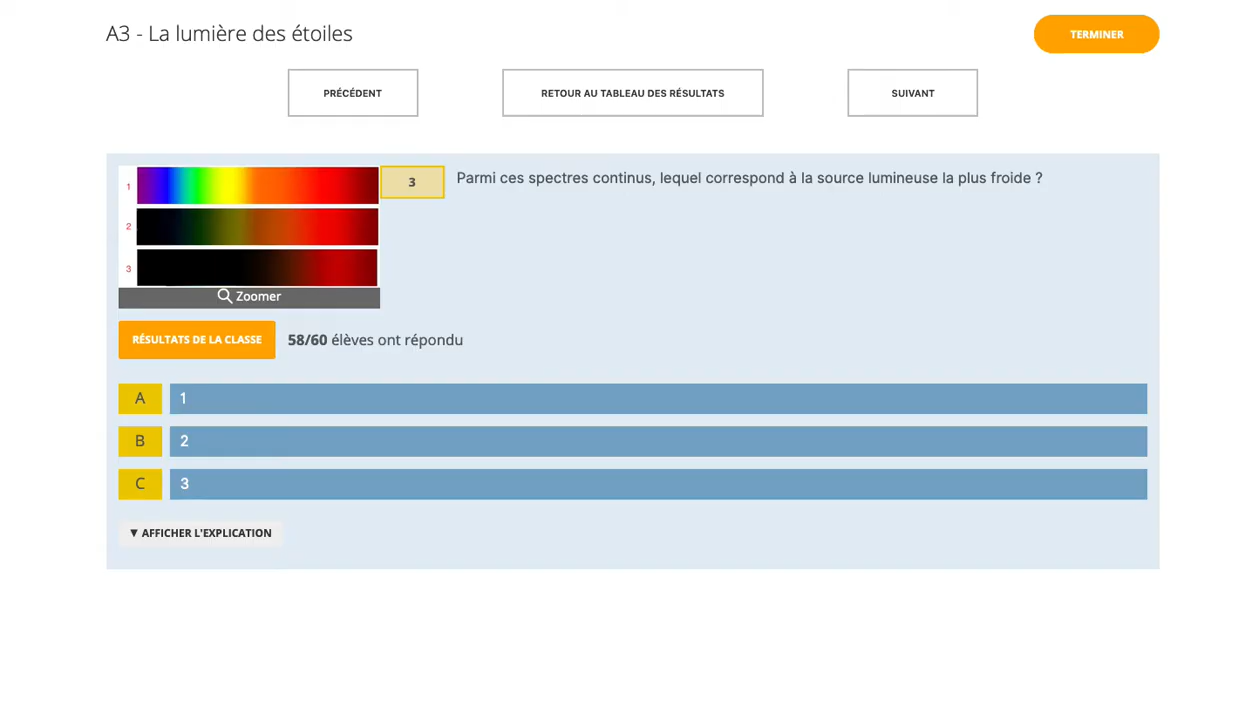 A3 - La lumière des étoiles
TERMINER
PRÉCÉDENT
RETOUR AU TABLEAU DES RÉSULTATS
SUIVANT
1
2
3
Zoomer
3
Parmi ces spectres continus, lequel correspond à la source lumineuse la plus froide ?
RÉSULTATS DE LA CLASSE
58/60 élèves ont répondu
A 1
B 2
C 3
▼ AFFICHER L'EXPLICATION